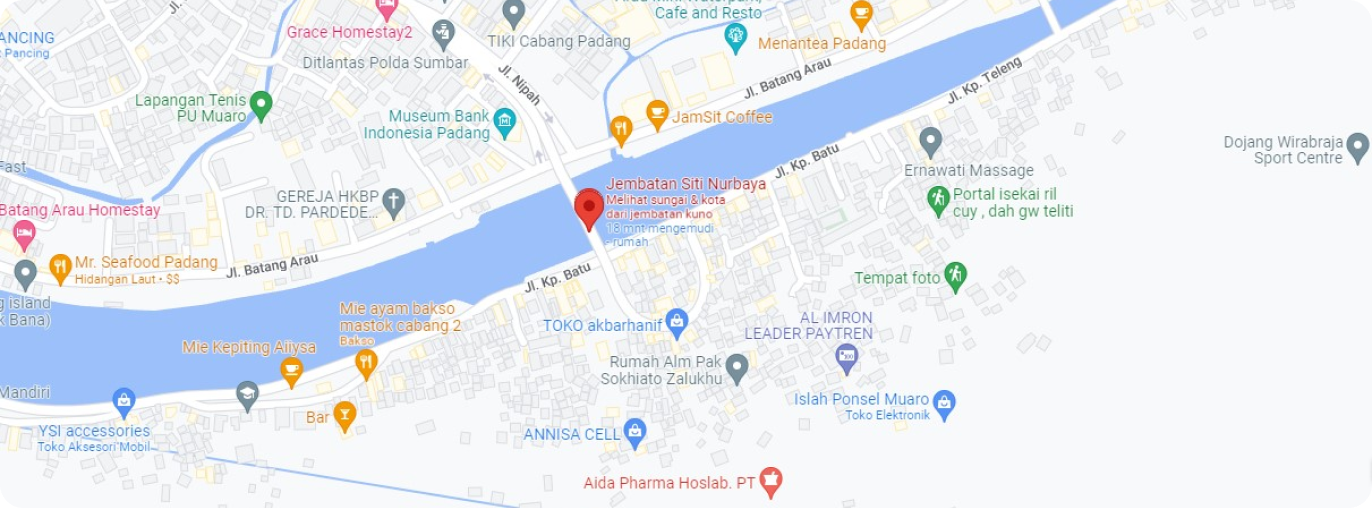 Jl.
ANCING
t Pancing
Grace Homestay2
Ditlantas Polda Sumbar
TIKI Cabang Padang
Cafe and Resto
Menantea Padang
Jl. Nipah
Jl. Batang Arau
Jl. Kp. Teleng
Lapangan Tenis
PU Muaro
Museum Bank
Indonesia Padang
JamSit Coffee
Jl. Kp. Batu
Ernawati Massage
Dojang Wirabraja
Sport Centre
Fast
GEREJA HKBP
DR. TD. PARDEDE...
Jembatan Siti Nurbaya
Melihat sungai & kota
dari jembatan kuno
18 mnt mengemudi
- rumah
Portal isekai ril
cuy , dah gw teliti
Batang Arau Homestay
Mr. Seafood Padang
Hidangan Laut • $$
Jl. Batang Arau
Jl. Kp. Batu
Tempat foto
g island
k Bana)
Mie ayam bakso
mastok cabang 2
Bakso
TOKO akbarhanif
AL IMRON
LEADER PAYTREN
Mie Kepiting Aliysa
Rumah Alm Pak
Sokhiato Zalukhu
Mandiri
Islah Ponsel Muaro
Toko Elektronik
Bar
YSI accessories
Toko Aksesori Mobil
ANNISA CELL
Aida Pharma Hoslab. PT